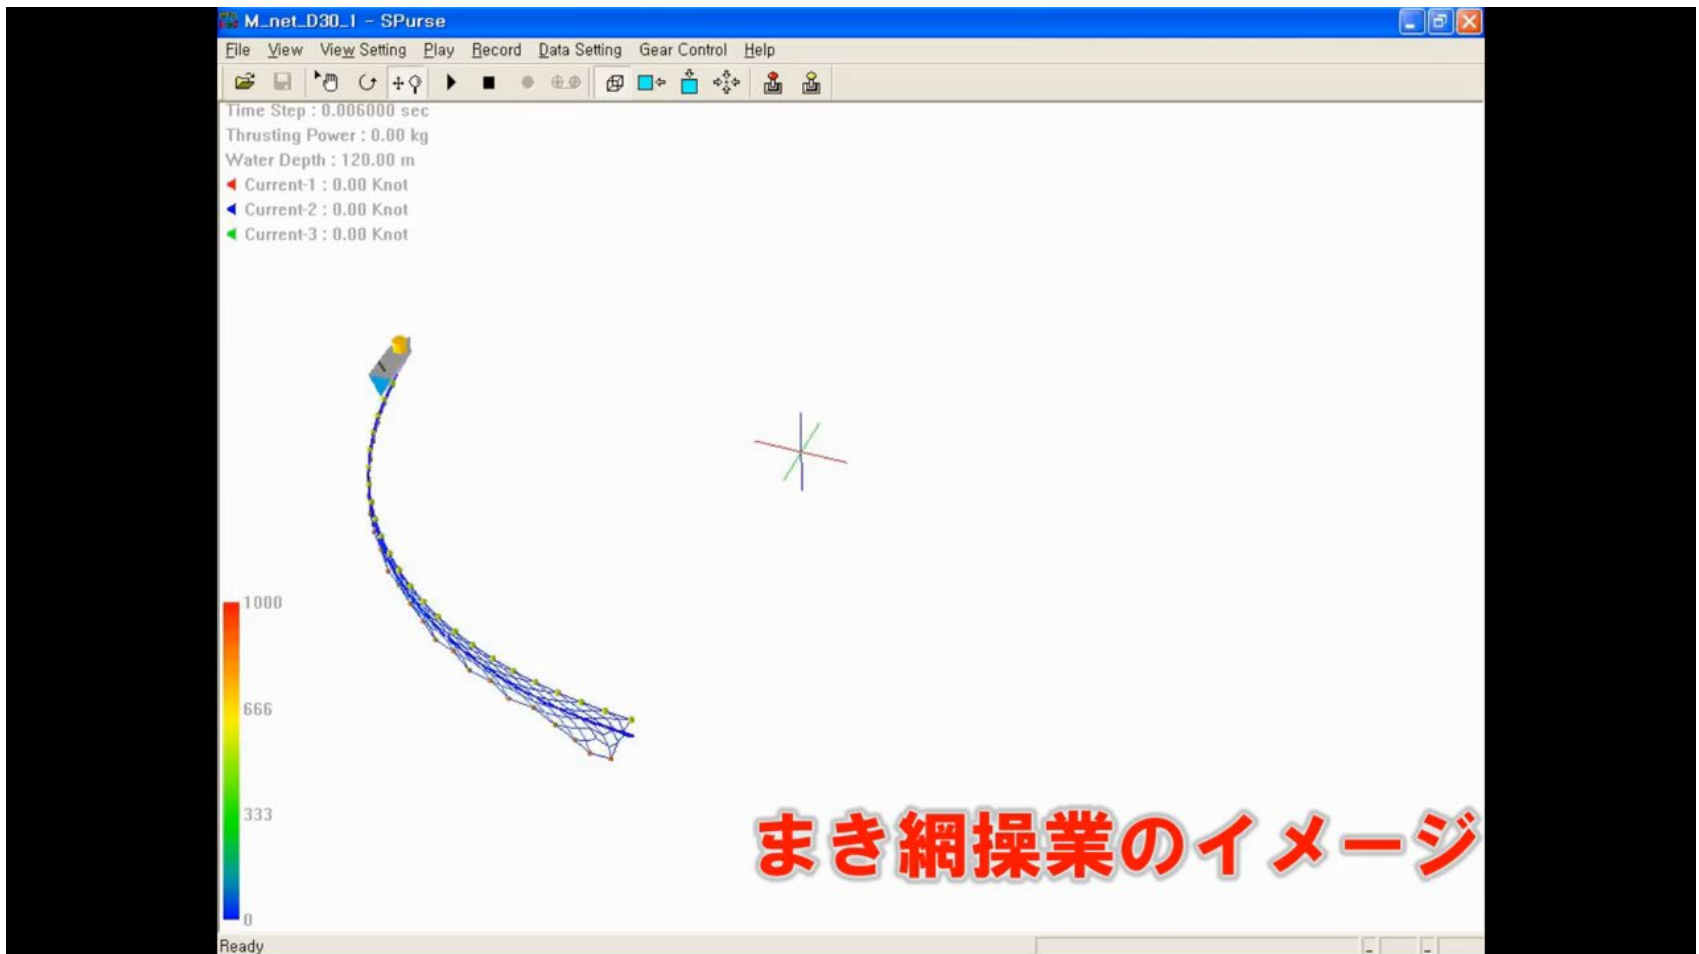 M_net_D30_1 - SPurse
File View View Setting Play Record Data Setting Gear Control Help
Time Step : 0.006000 sec
Thrusting Power : 0.00 kg
Water Depth : 120.00 m
Current-1 : 0.00 Knot
Current-2 : 0.00 Knot
Current-3 : 0.00 Knot
1000
666
333
0
まき網操業のイメージ
Ready